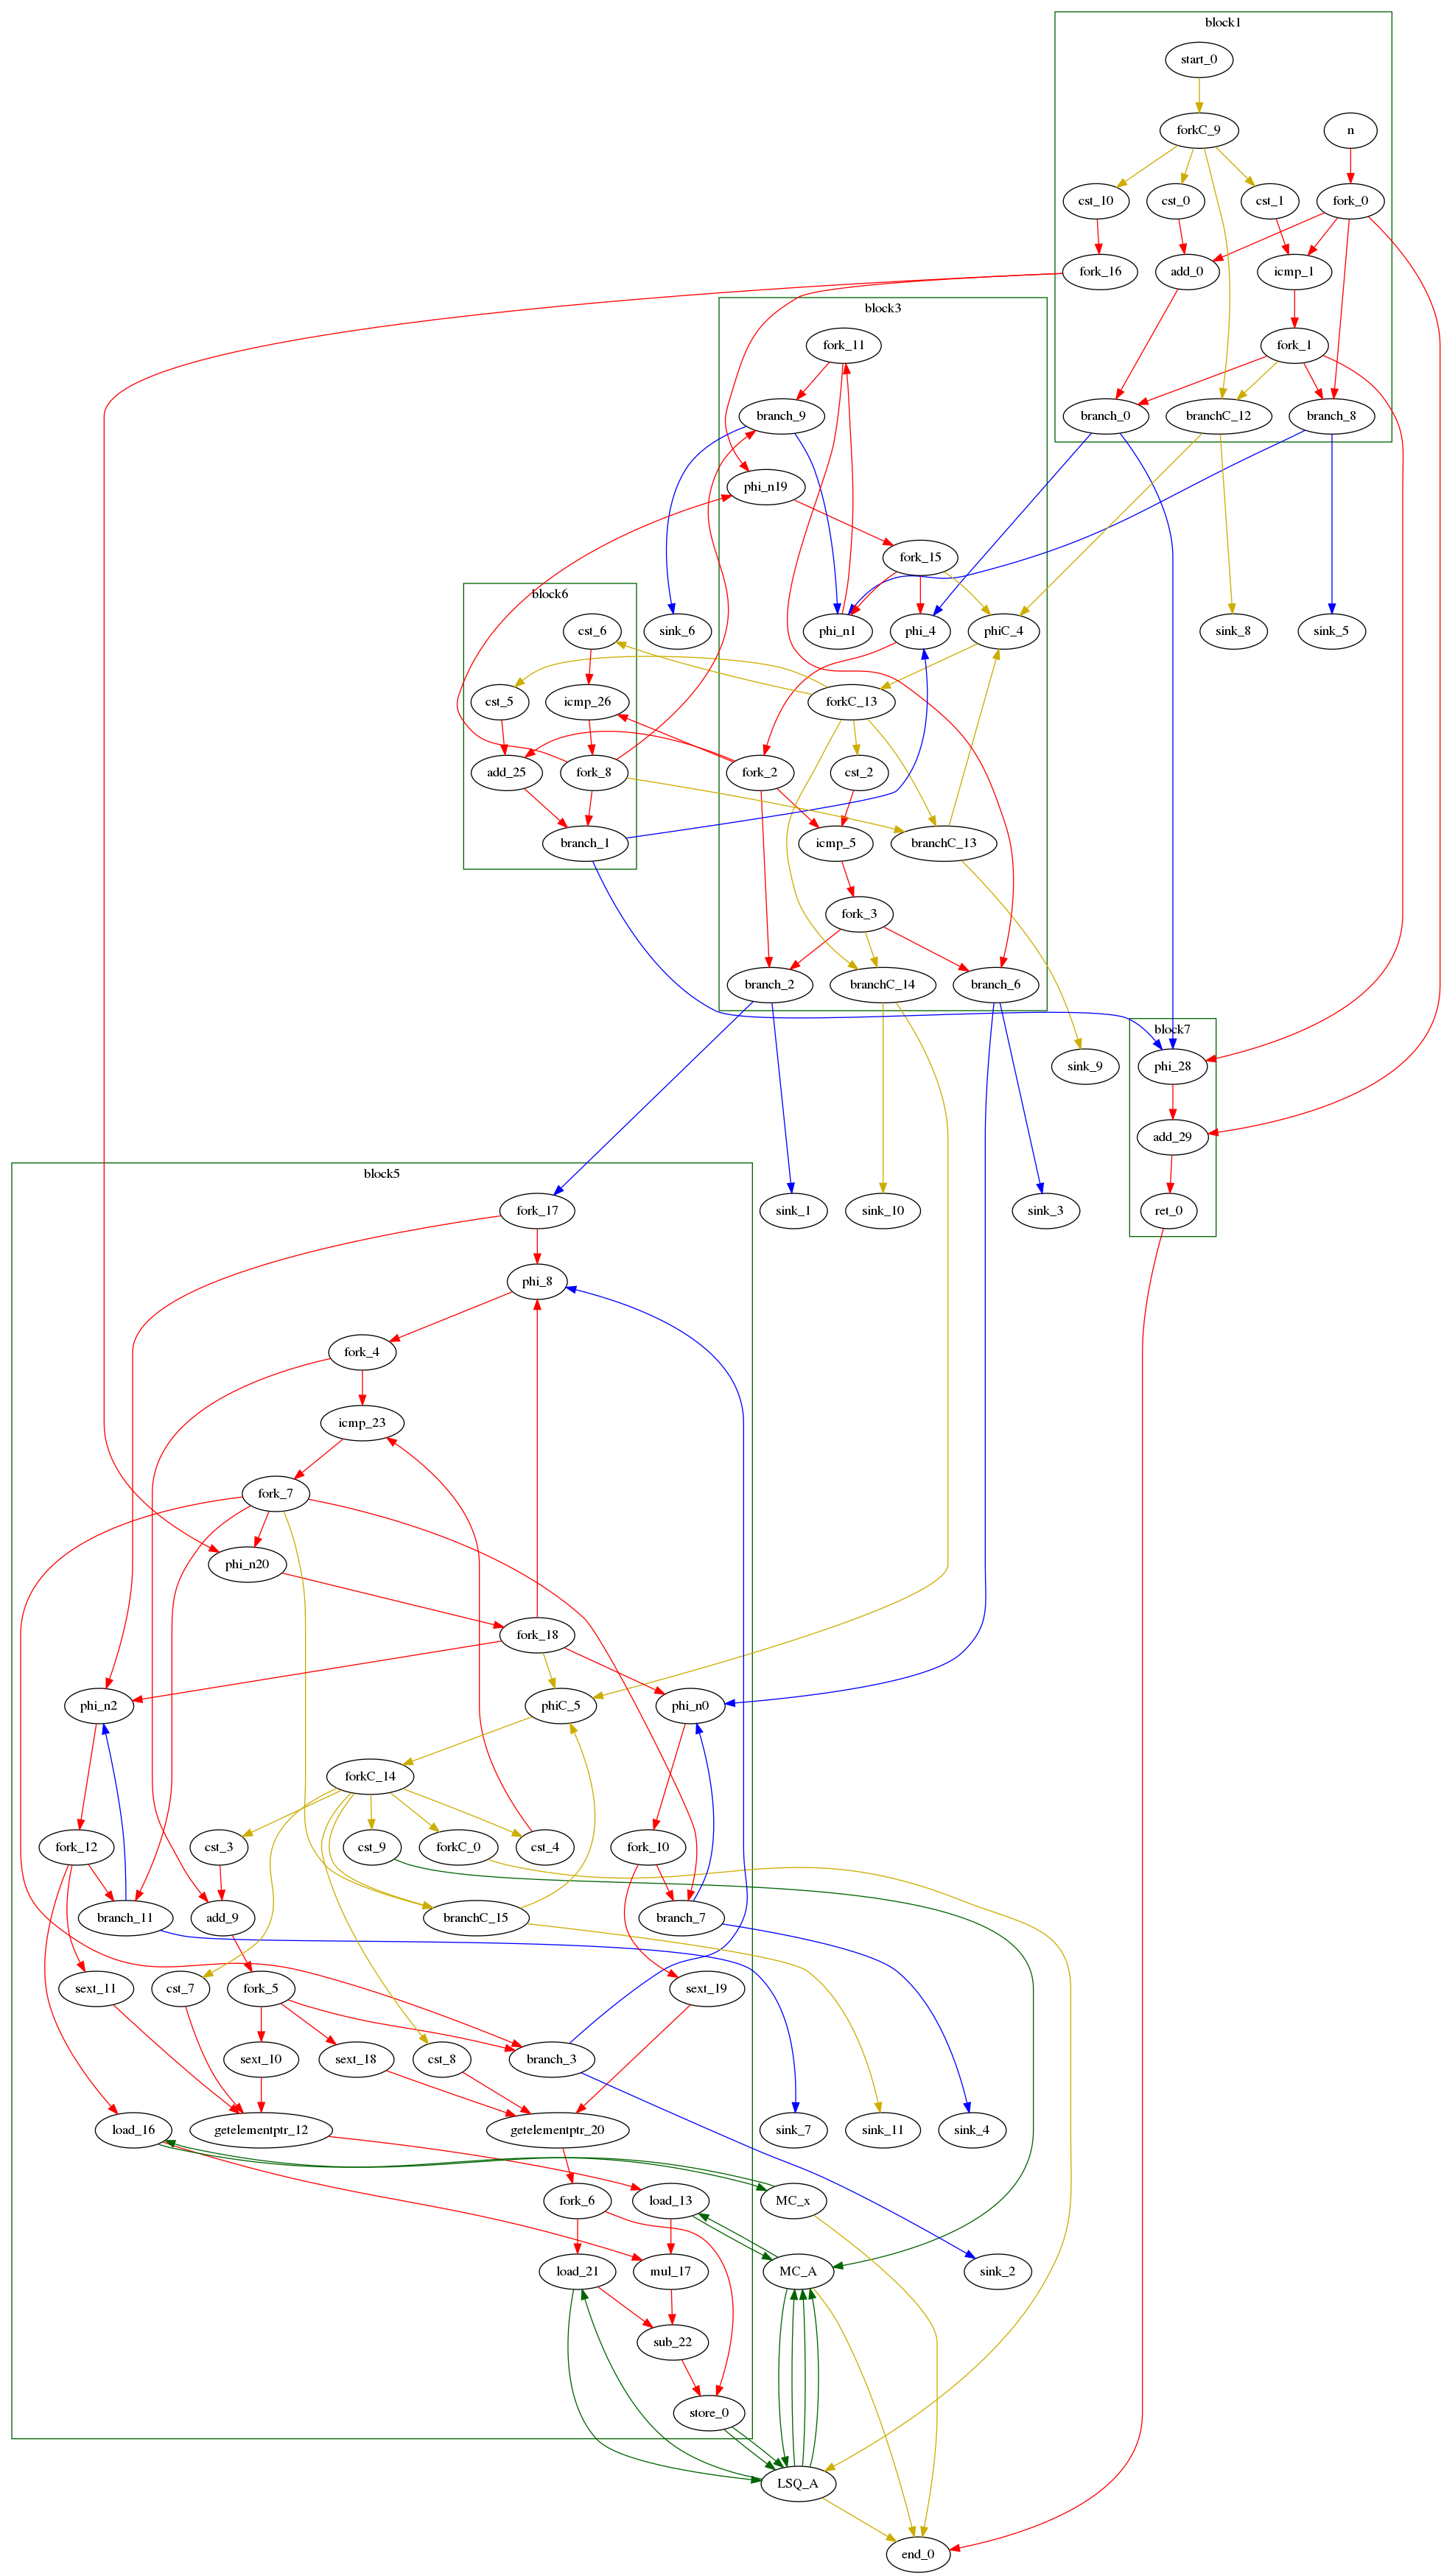 block1
start_0
forkC_9
n
cst_10
cst_0
cst_1
fork_0
fork_16
add_0
icmp_1
block3
fork_11
fork_1
branch_9
branch_0
branchC_12
branch_8
phi_n19
fork_15
block6
cst_6
sink_6
phi_n1
phi_4
phiC_4
sink_8
sink_5
cst_5
icmp_26
forkC_13
add_25
fork_8
fork_2
cst_2
branch_1
icmp_5
branchC_13
fork_3
branch_2
branchC_14
branch_6
block7
sink_9
phi_28
add_29
block5
fork_17
sink_1
sink_10
sink_3
ret_0
phi_8
fork_4
icmp_23
fork_7
phi_n20
fork_18
phi_n2
phiC_5
phi_n0
forkC_14
fork_12
cst_3
cst_9
forkC_0
cst_4
fork_10
branch_11
add_9
branchC_15
branch_7
sext_11
cst_7
fork_5
sext_19
sext_10
sext_18
cst_8
branch_3
load_16
getelementptr_12
getelementptr_20
sink_7
sink_11
sink_4
fork_6
load_13
MC_x
load_21
mul_17
MC_A
sink_2
sub_22
store_0
LSQ_A
end_0